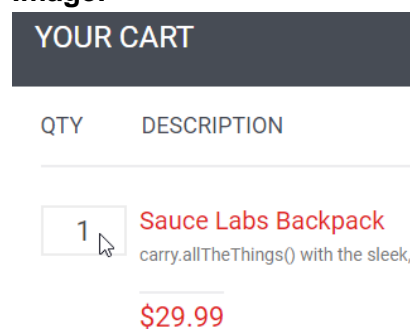 YOUR CART
QTY DESCRIPTION
1 Sauce Labs Backpack
carry.allTheThings() with the sleek,
$29.99